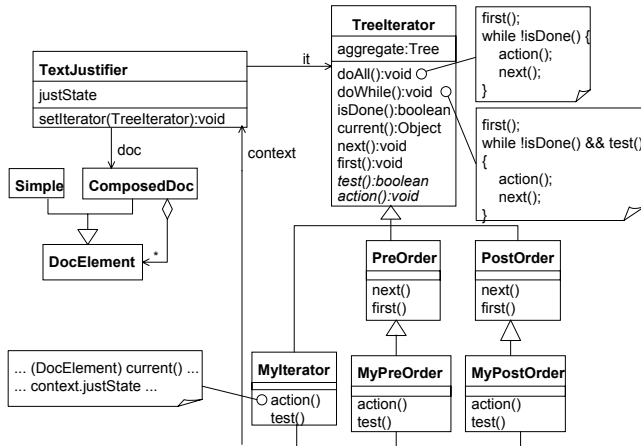 TreeIterator
aggregate:Tree
doAll():void
doWhile():void
isDone():boolean
current():Object
next():void
first():void
test():boolean
action():void
first();
while !isDone() {
action();
next();
}
first();
while !isDone() && test()
{
action();
next();
}
it
TextJustifier
justState
setIterator(TreeIterator):void
doc
context
Simple
ComposedDoc
DocElement
*
PreOrder
next()
first()
PostOrder
next()
first()
... (DocElement) current() ...
... context.justState ...
MyIterator
action()
test()
MyPreOrder
action()
test()
MyPostOrder
action()
test()